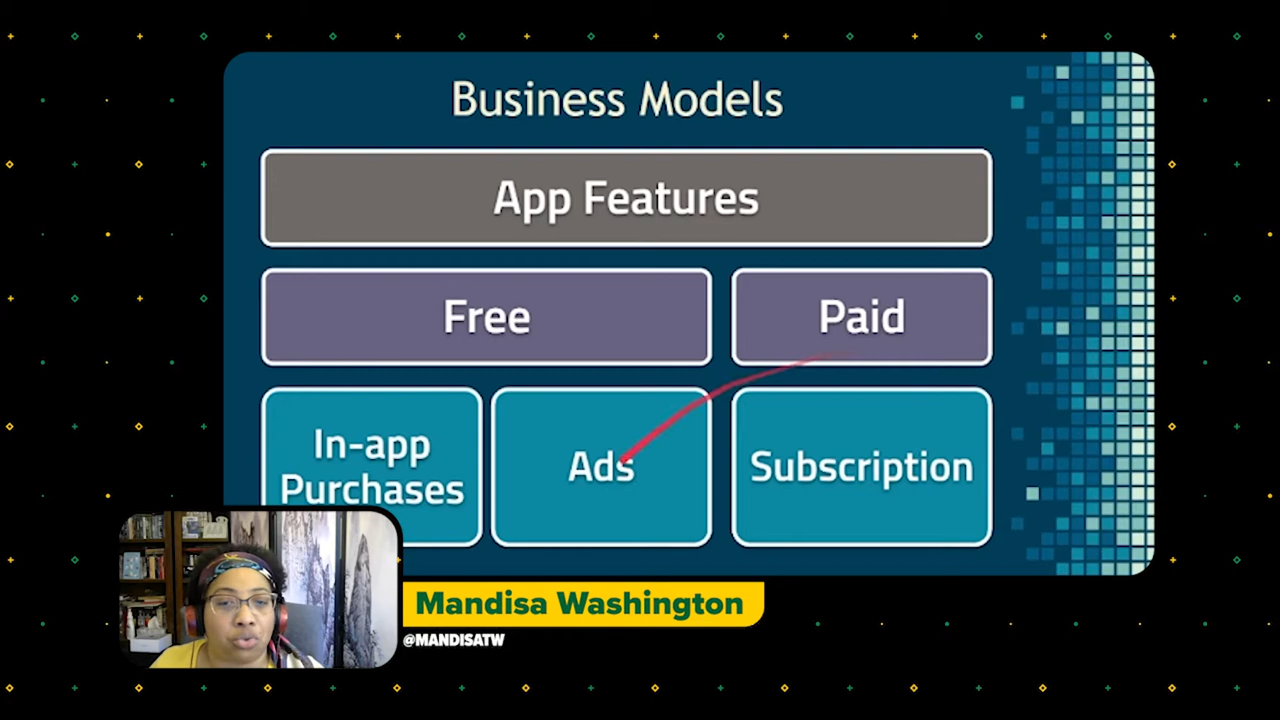 Business Models
App Features
Free
Paid
In-app
Purchases
Ads
Subscription
Mandisa Washington
@MANDISATW